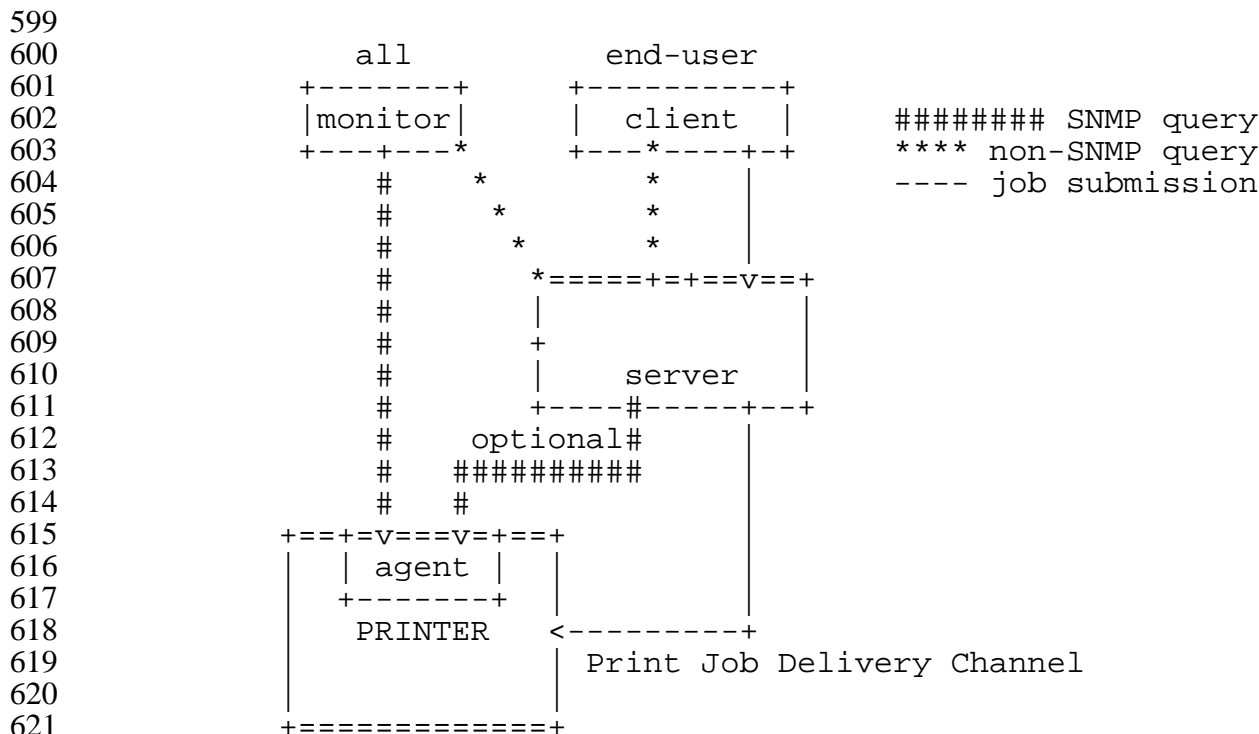 599
600 all end-user
601 +-------+ +-----------+
602 |monitor| | client | ######## SNMP query
603 +---+---* +---*----+-+ **** non-SNMP query
604 # * * | ---- job submission
605 # * * |
606 # * * |
607 # *=====+=+==v==+
608 # | |
609 # + |
610 # | server |
611 # +----#-----+--+
612 # optional# |
613 # ########## |
614 # # |
615 +==+=v===v=+==+ |
616 | | agent | | |
617 | +-------+ | |
618 | PRINTER <---------+
619 | | Print Job Delivery Channel
620 | |
621 +=============+